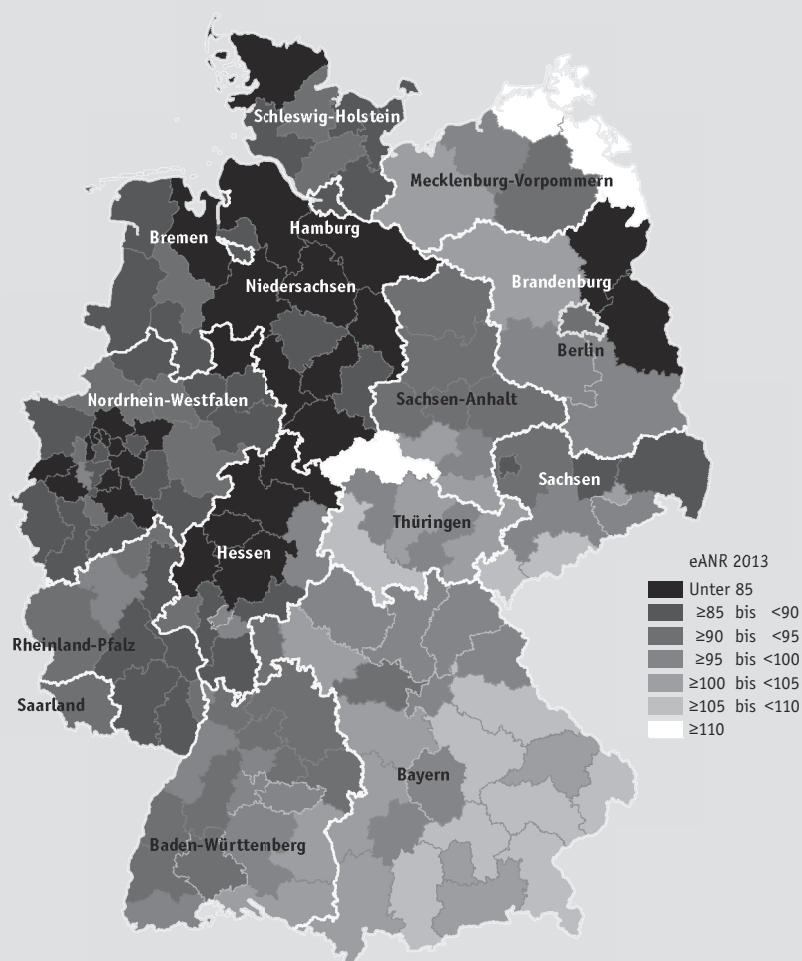 Schleswig-Holstein
Mecklenburg-Vorpommern
Hamburg
Bremen
Niedersachsen
Brandenburg
Berlin
Nordrhein-Westfalen
Sachsen-Anhalt
Sachsen
Thüringen
Hessen
Rheinland-Pfalz
Saarland
Bayern
Baden-Württemberg
eANR 2013
Unter 85
≥85 bis <90
≥90 bis <95
≥95 bis <100
≥100 bis <105
≥105 bis <110
≥110